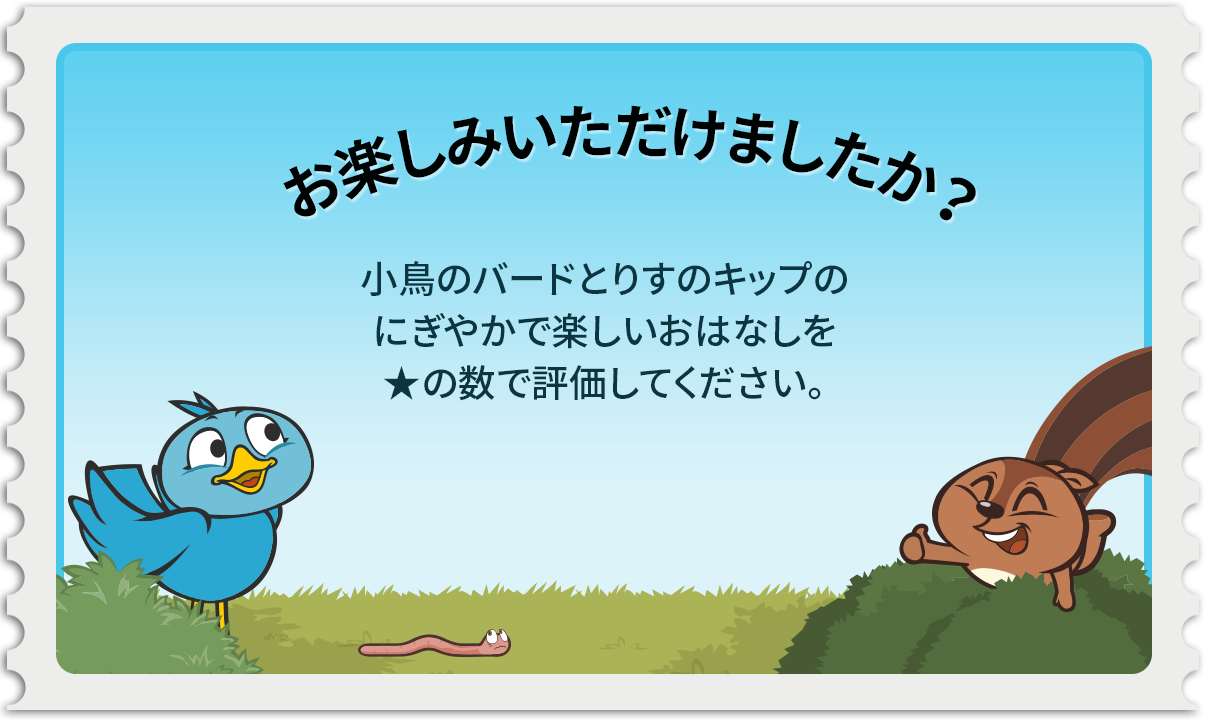 お楽しみいただけましたか？
小鳥のバードとりすのキップの
にぎやかで楽しいおはなしを
★の数で評価してください。